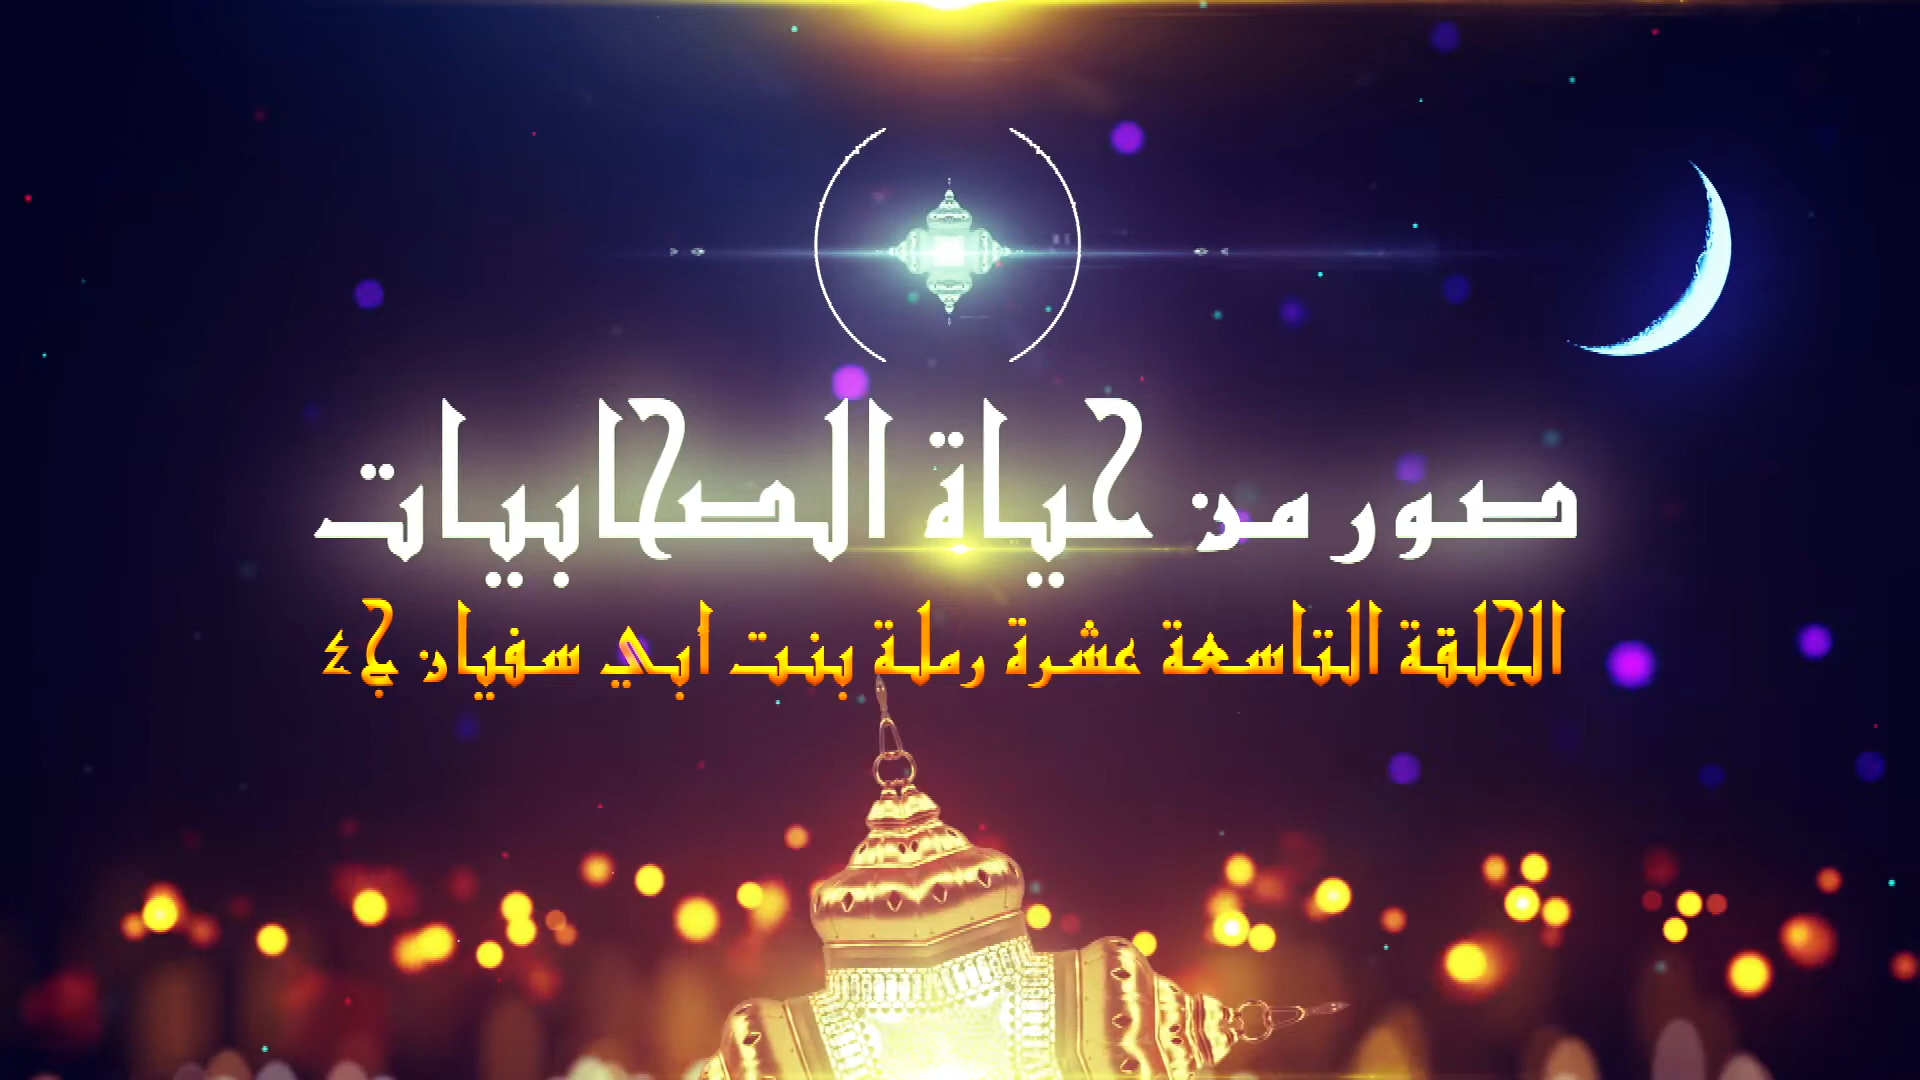 صور من حياة الصحابيات
الحلقة التاسعة عشرة رملة بنت أبي سفيان ج٤